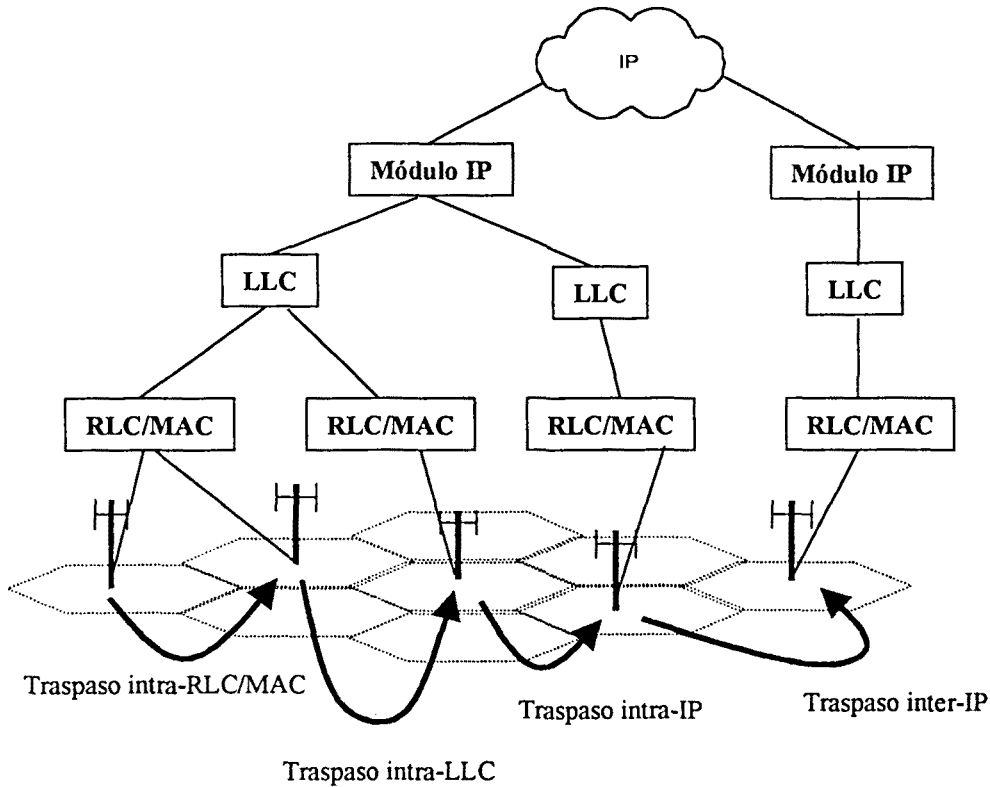 IP
Módulo IP
Módulo IP
LLC
LLC
LLC
RLC/MAC
RLC/MAC
RLC/MAC
RLC/MAC
Traspaso intra-RLC/MAC
Traspaso intra-IP
Traspaso inter-IP
Traspaso intra-LLC